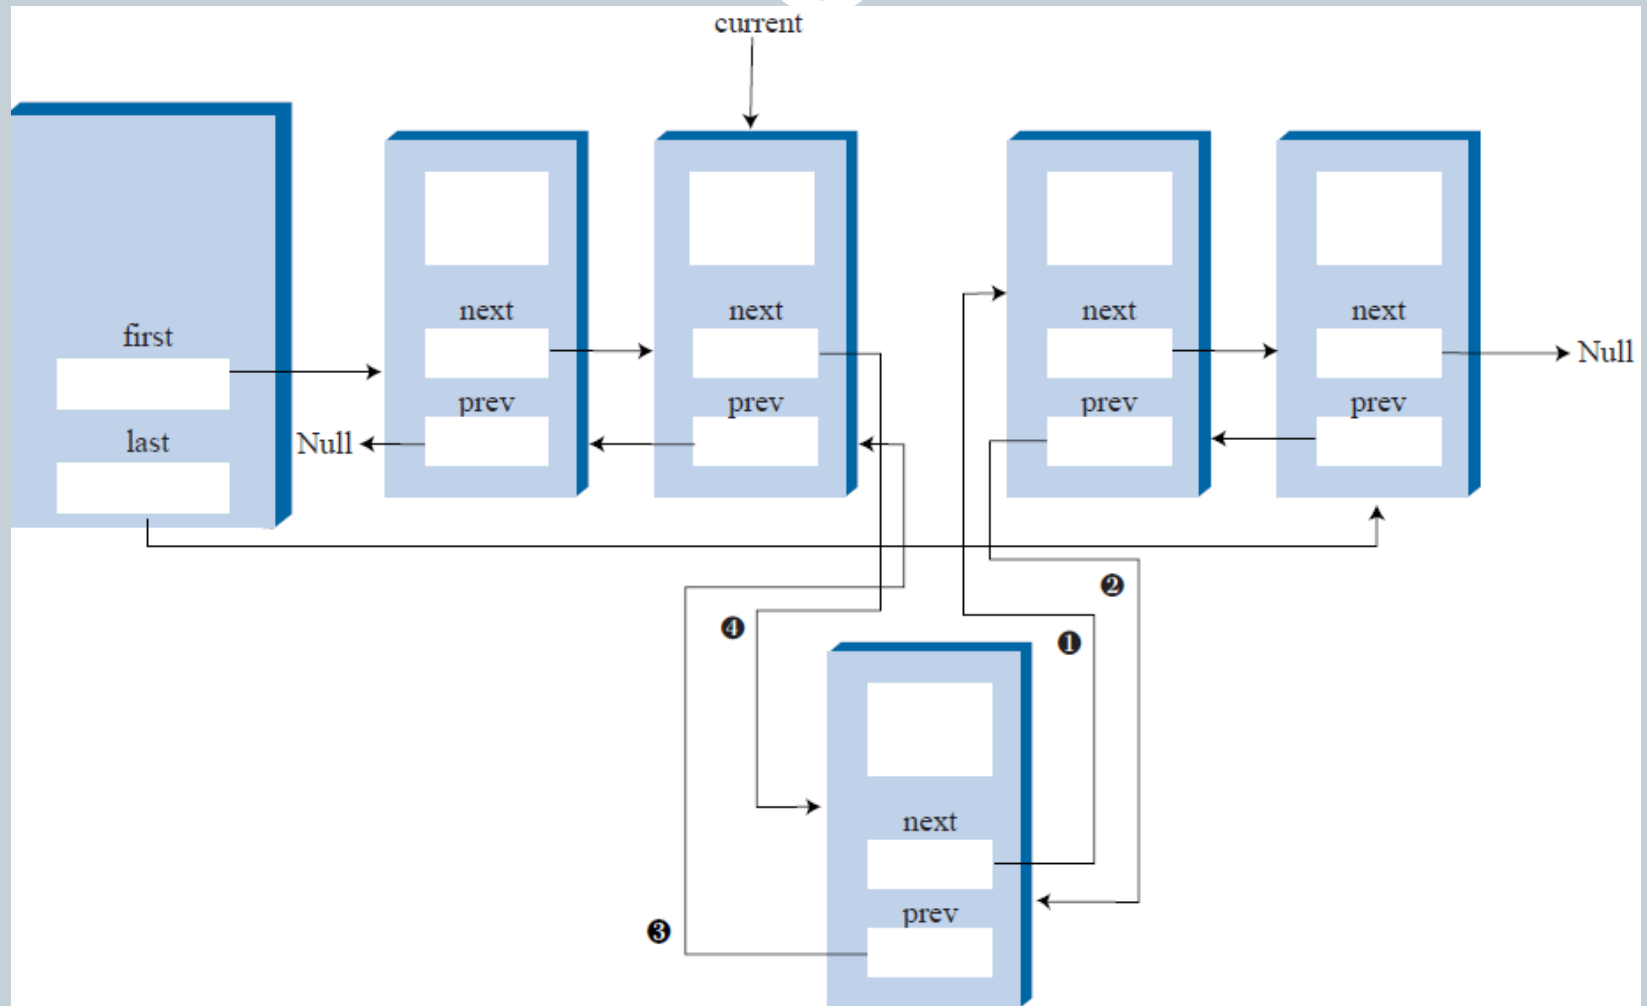 current
first
last
Null
next
prev
next
prev
next
prev
next
prev
Null
❹
❷
❶
❸
next
prev